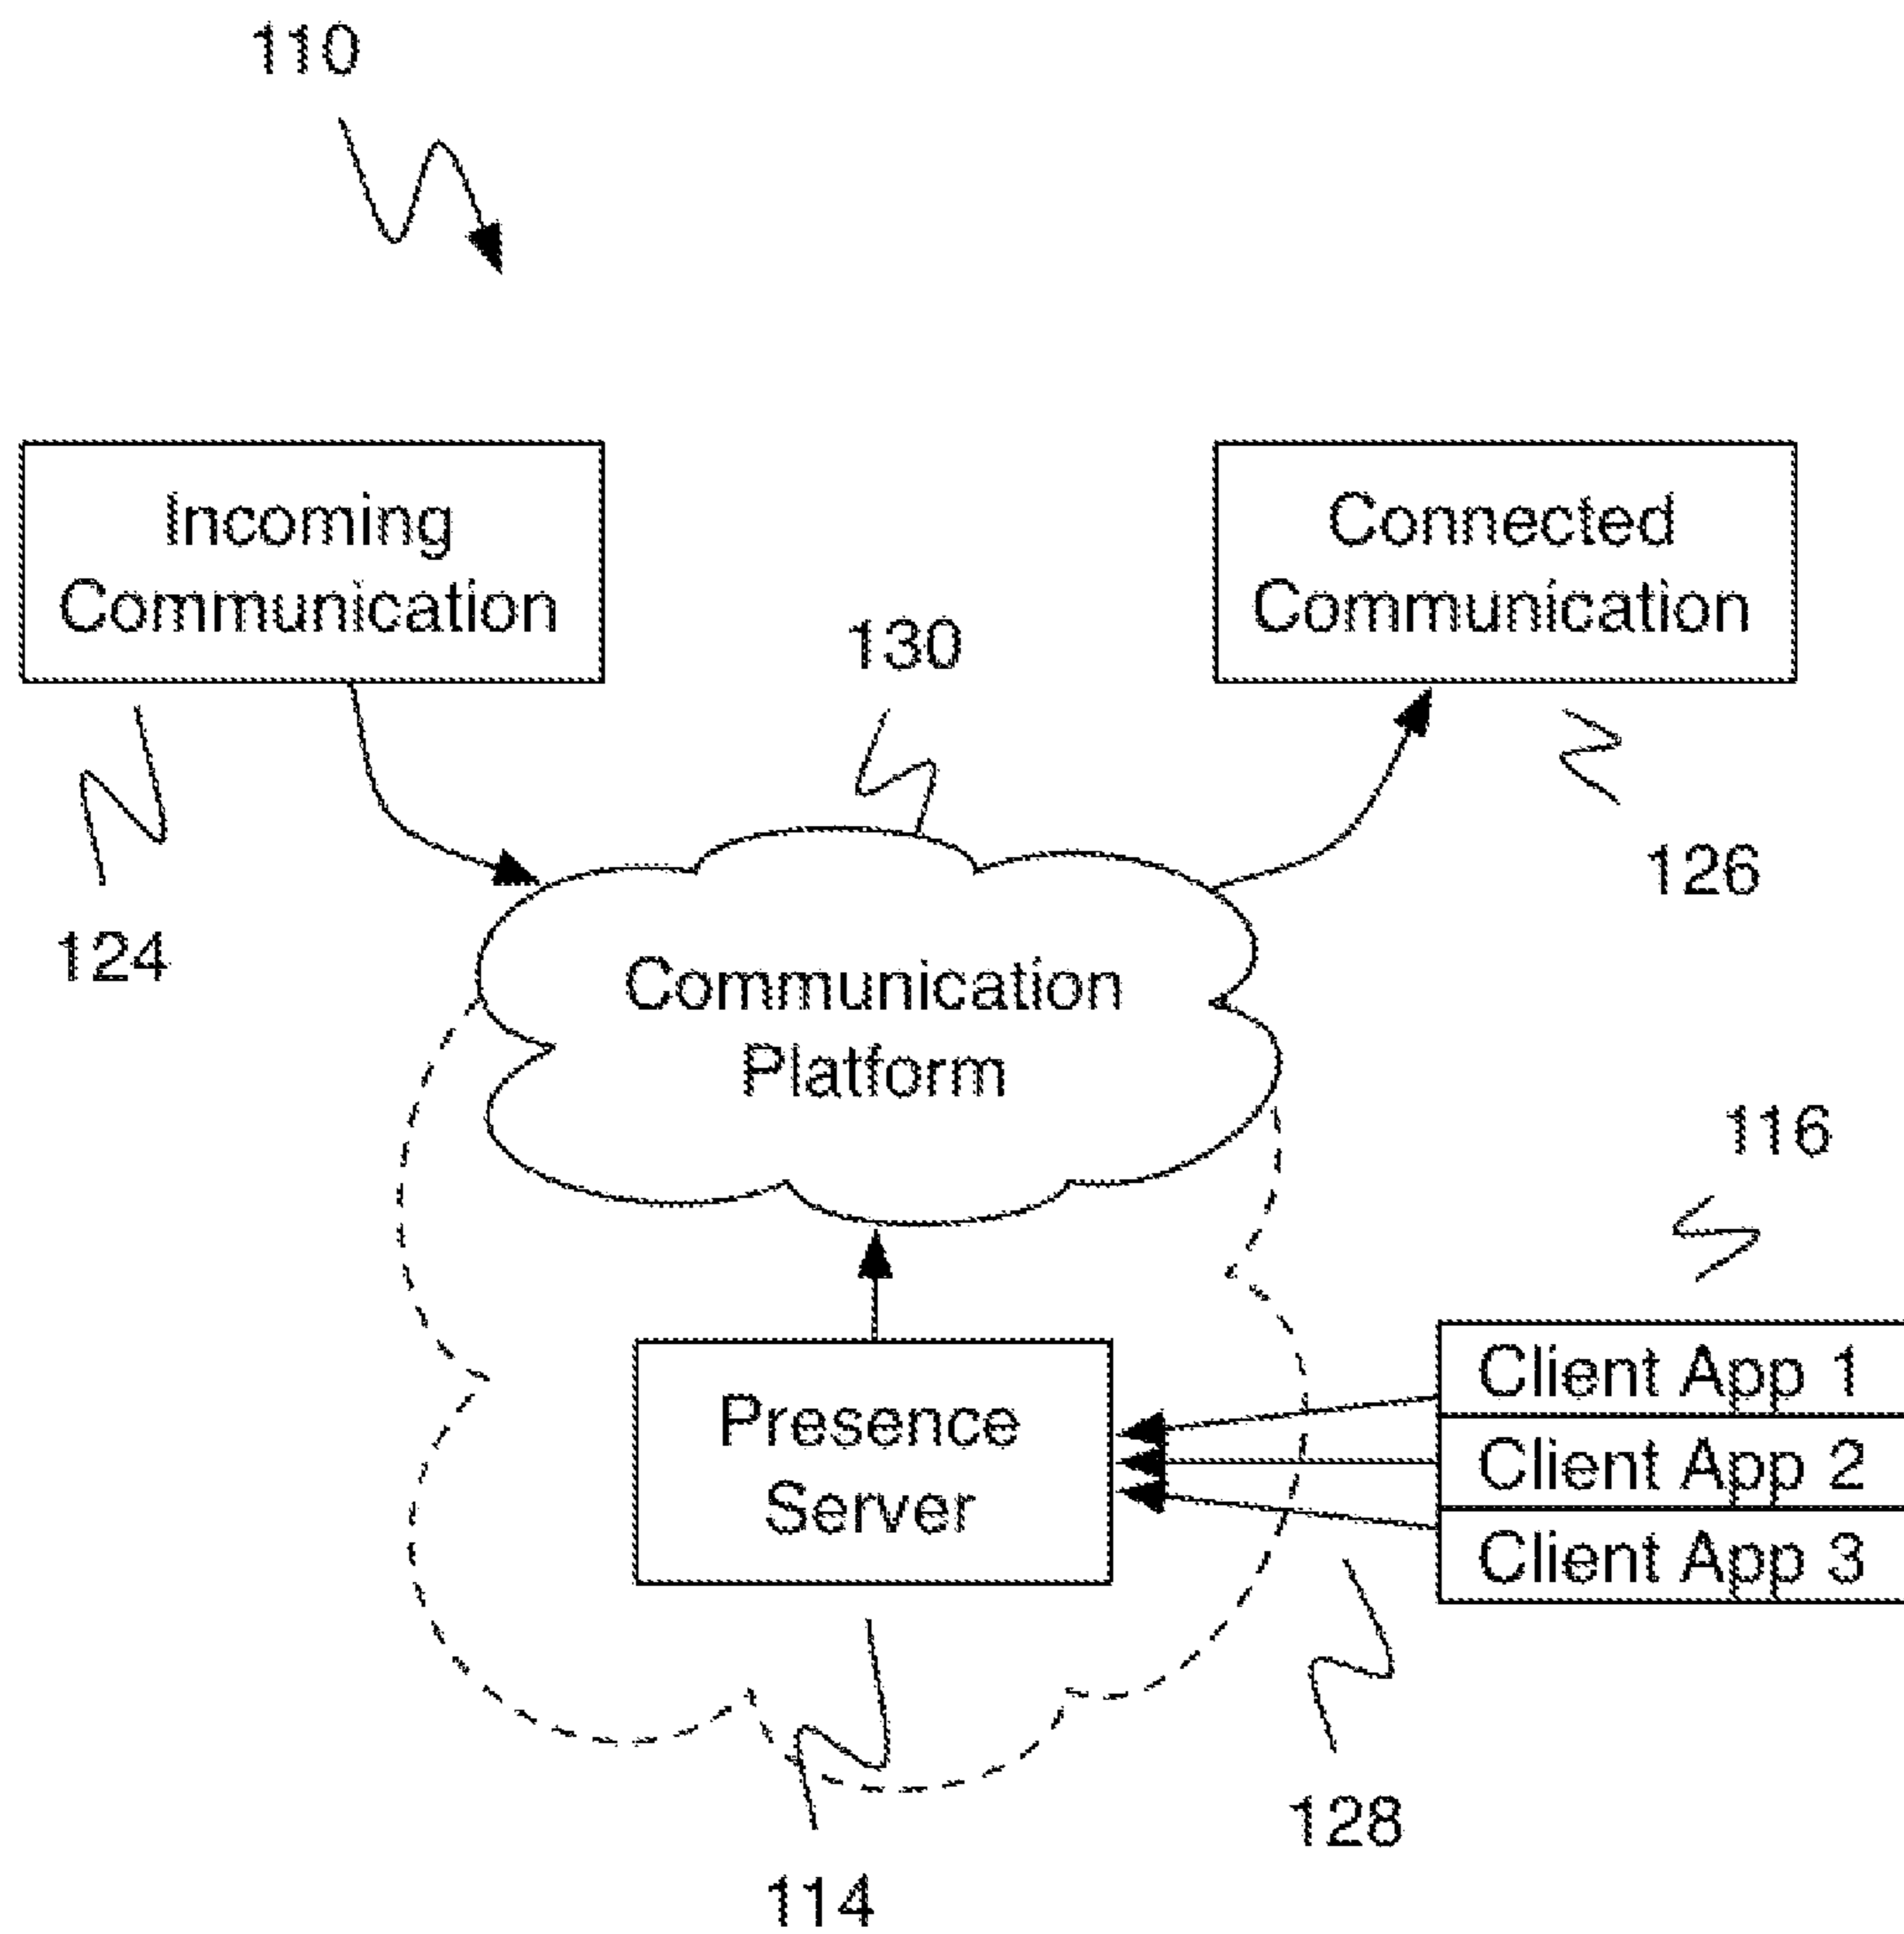 110
Incoming
Communication
Connected
Communication
130
126
124
Communication
Platform
116
Client App 1
Client App 2
Client App 3
Presence
Server
128
114